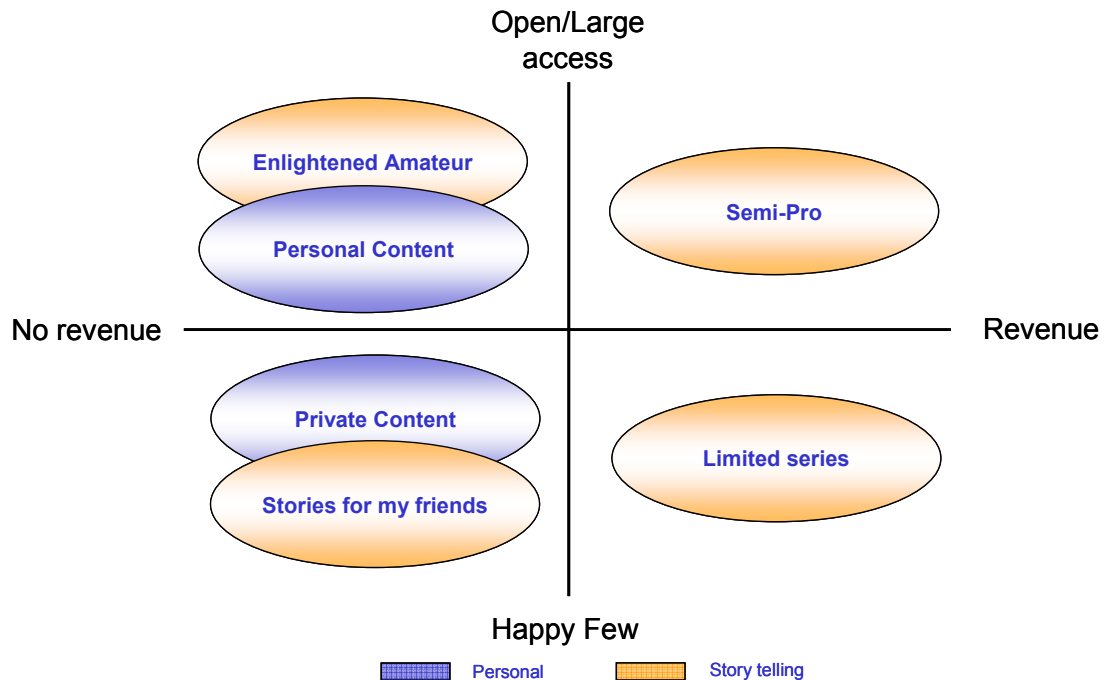 Open/Large
access
Enlightened Amateur
Semi-Pro
Personal Content
No revenue
Revenue
Private Content
Limited series
Stories for my friends
Happy Few
Personal
Story telling